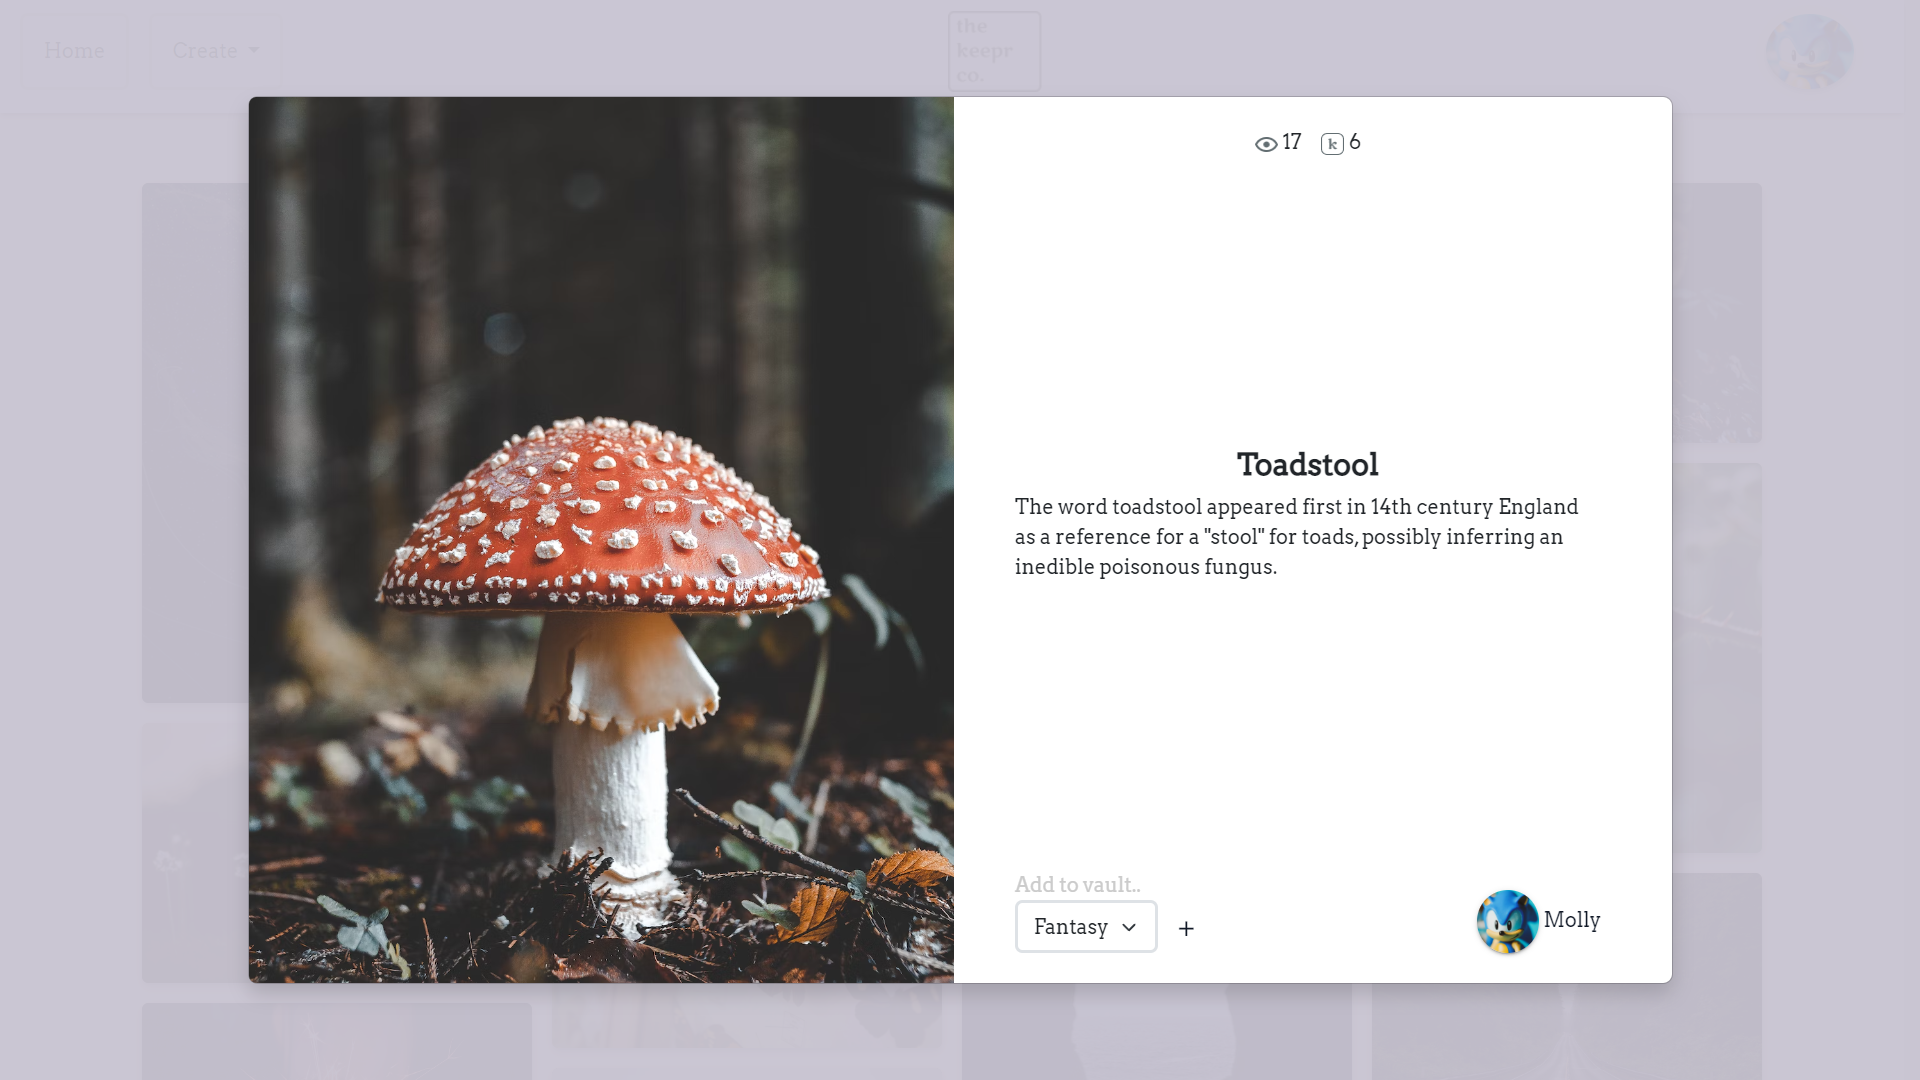 Home
Create
the
keepr
co.
17
k
6
Toadstool
The word toadstool appeared first in 14th century England
as a reference for a "stool" for toads, possibly inferring an
inedible poisonous fungus.
Add to vault..
Fantasy
+
Molly